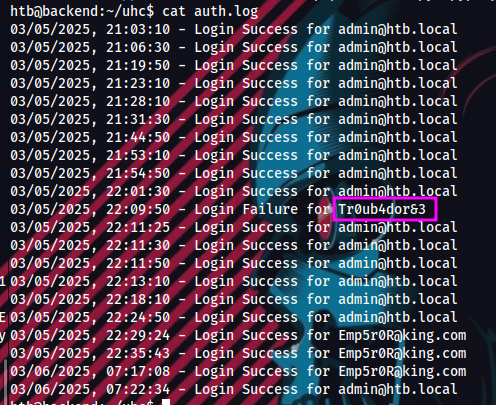 htb@backend:~/uhc$ cat auth.log
03/05/2025, 21:03:10 - Login Success for admin@htb.local
03/05/2025, 21:06:30 - Login Success for admin@htb.local
03/05/2025, 21:19:50 - Login Success for admin@htb.local
03/05/2025, 21:23:10 - Login Success for admin@htb.local
03/05/2025, 21:28:10 - Login Success for admin@htb.local
03/05/2025, 21:31:30 - Login Success for admin@htb.local
03/05/2025, 21:44:50 - Login Success for admin@htb.local
03/05/2025, 21:53:10 - Login Success for admin@htb.local
03/05/2025, 21:54:50 - Login Success for admin@htb.local
03/05/2025, 22:01:30 - Login Success for admin@htb.local
03/05/2025, 22:09:50 - Login Failure for Tr0ub4dor&3
03/05/2025, 22:11:25 - Login Success for admin@htb.local
03/05/2025, 22:11:30 - Login Success for admin@htb.local
03/05/2025, 22:11:50 - Login Success for admin@htb.local
03/05/2025, 22:13:10 - Login Success for admin@htb.local
03/05/2025, 22:18:10 - Login Success for admin@htb.local
03/05/2025, 22:24:50 - Login Success for admin@htb.local
03/05/2025, 22:29:24 - Login Success for Emp5r0R@king.com
03/05/2025, 22:35:43 - Login Success for Emp5r0R@king.com
03/06/2025, 07:17:08 - Login Success for Emp5r0R@king.com
03/06/2025, 07:22:34 - Login Success for admin@htb.local
htb@backend:~/uhc$